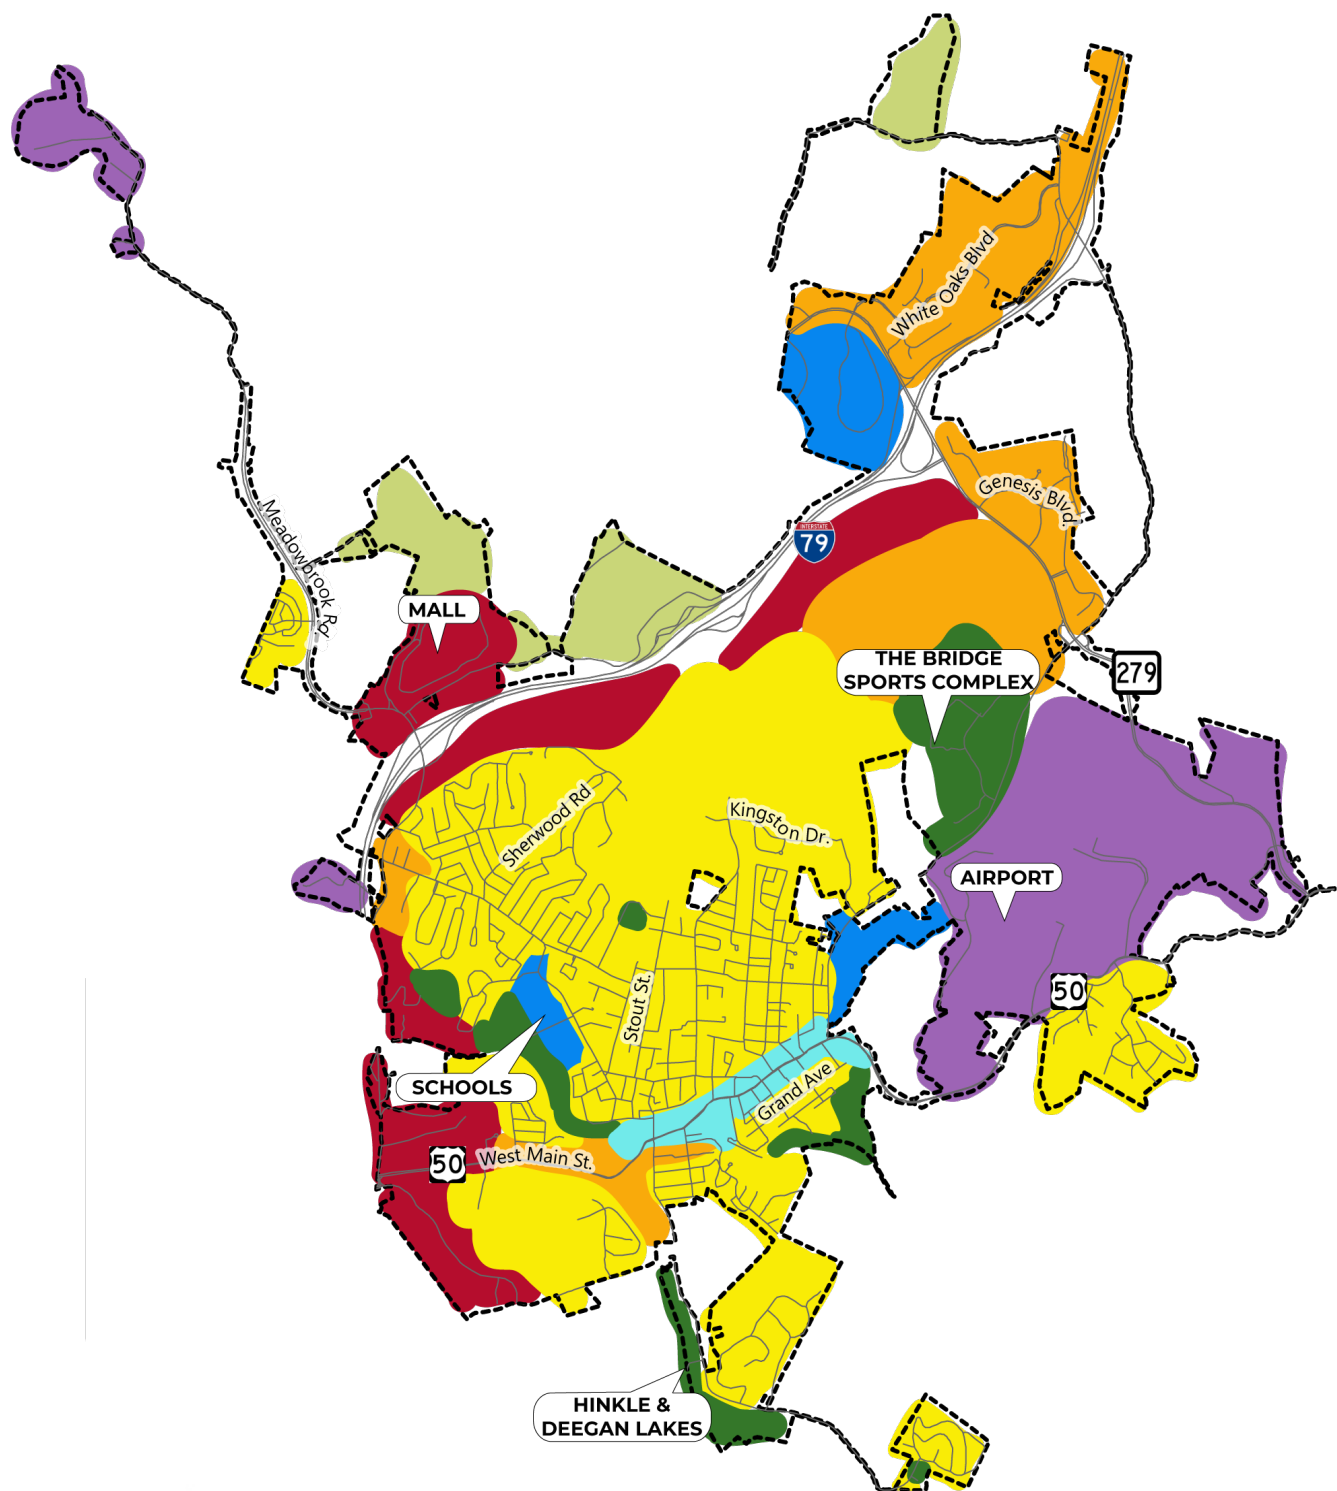 White Oaks Blvd
Genesis Blvd.
Meadowbrook Rd
INTERSTATE
79
MALL
THE BRIDGE
SPORTS COMPLEX
279
Sherwood Rd
Kingston Dr.
AIRPORT
50
Stout St.
SCHOOLS
Grand Ave
50
West Main St.
HINKLE &
DEEGAN LAKES